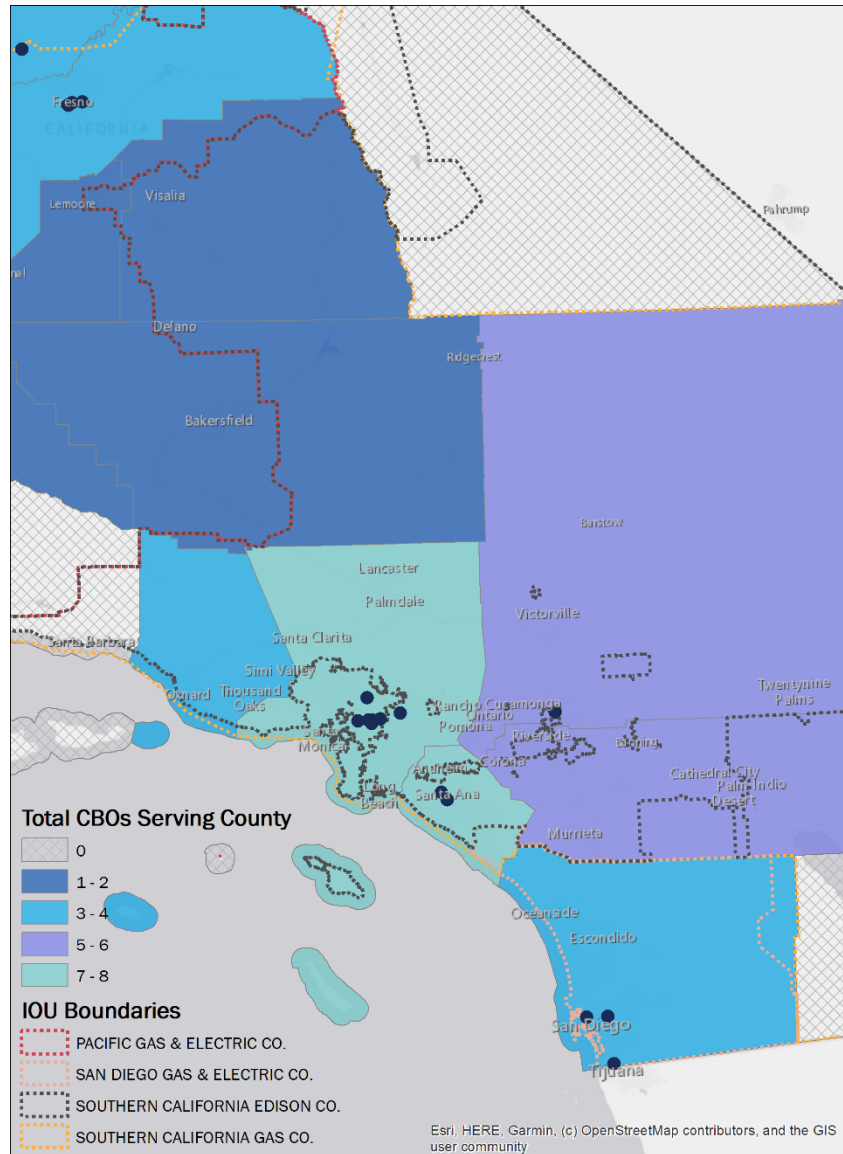 Fresno
CALIFORNIA
Visalia
Lemoore
Pahrump
nal
Delano
Ridgecrest
Bakersfield
Barstow
Lancaster
Palmdale
Victorville
Santa Clarita
Santa Barbara
Simi Valley
Oxnard
Thousand
Oaks
Twentynine
Palms
Rancho Cucamonga
Ontario
Pomona
Santa
Monica
Riverside
Banning
Anaheim
Corona
Cathedral City
Palm
Desert
Indio
Long
Beach
Santa Ana
Murrieta
Total CBOs Serving County
0
1 - 2
3 - 4
5 - 6
7 - 8
Oceanside
Escondido
San Diego
Tijuana
IOU Boundaries
PACIFIC GAS & ELECTRIC CO.
SAN DIEGO GAS & ELECTRIC CO.
SOUTHERN CALIFORNIA EDISON CO.
SOUTHERN CALIFORNIA GAS CO.
Esri, HERE, Garmin, (c) OpenStreetMap contributors, and the GIS
user community